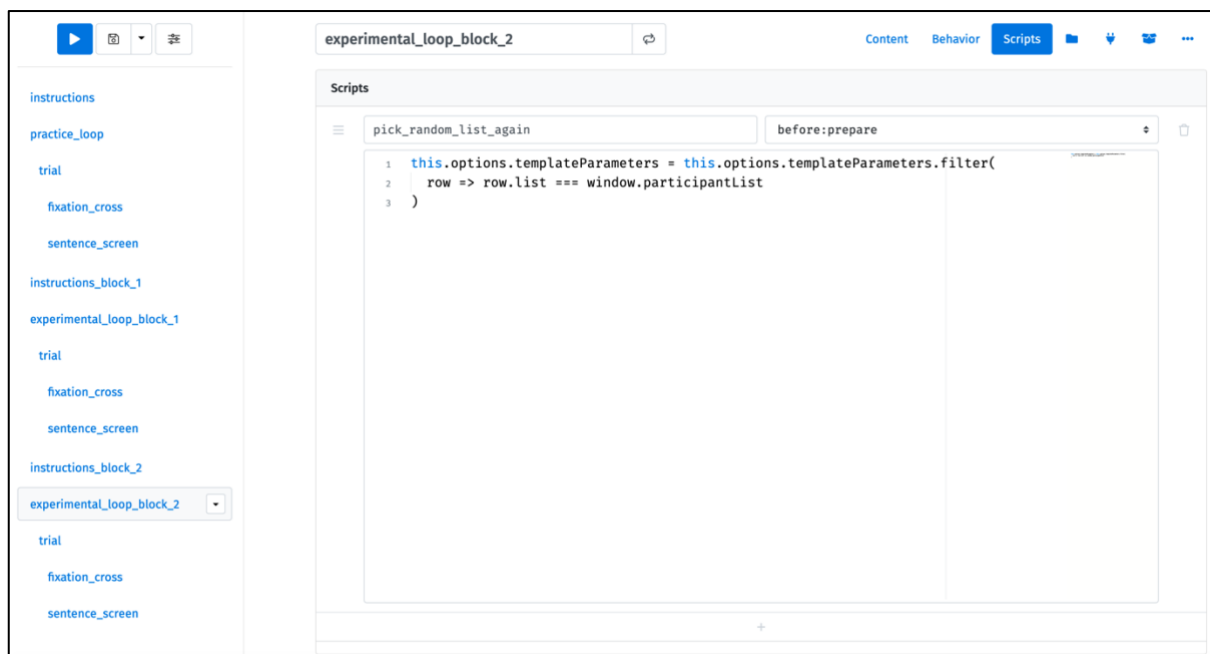 experimental_loop_block_2
Content Behavior Scripts
instructions
practice_loop
trial
fixation_cross
sentence_screen
instructions_block_1
experimental_loop_block_1
trial
fixation_cross
sentence_screen
instructions_block_2
experimental_loop_block_2
trial
fixation_cross
sentence_screen
Scripts
pick_random_list_again before:prepare
1 this.options.templateParameters = this.options.templateParameters.filter(
2 row => row.list === window.participantList
3 )